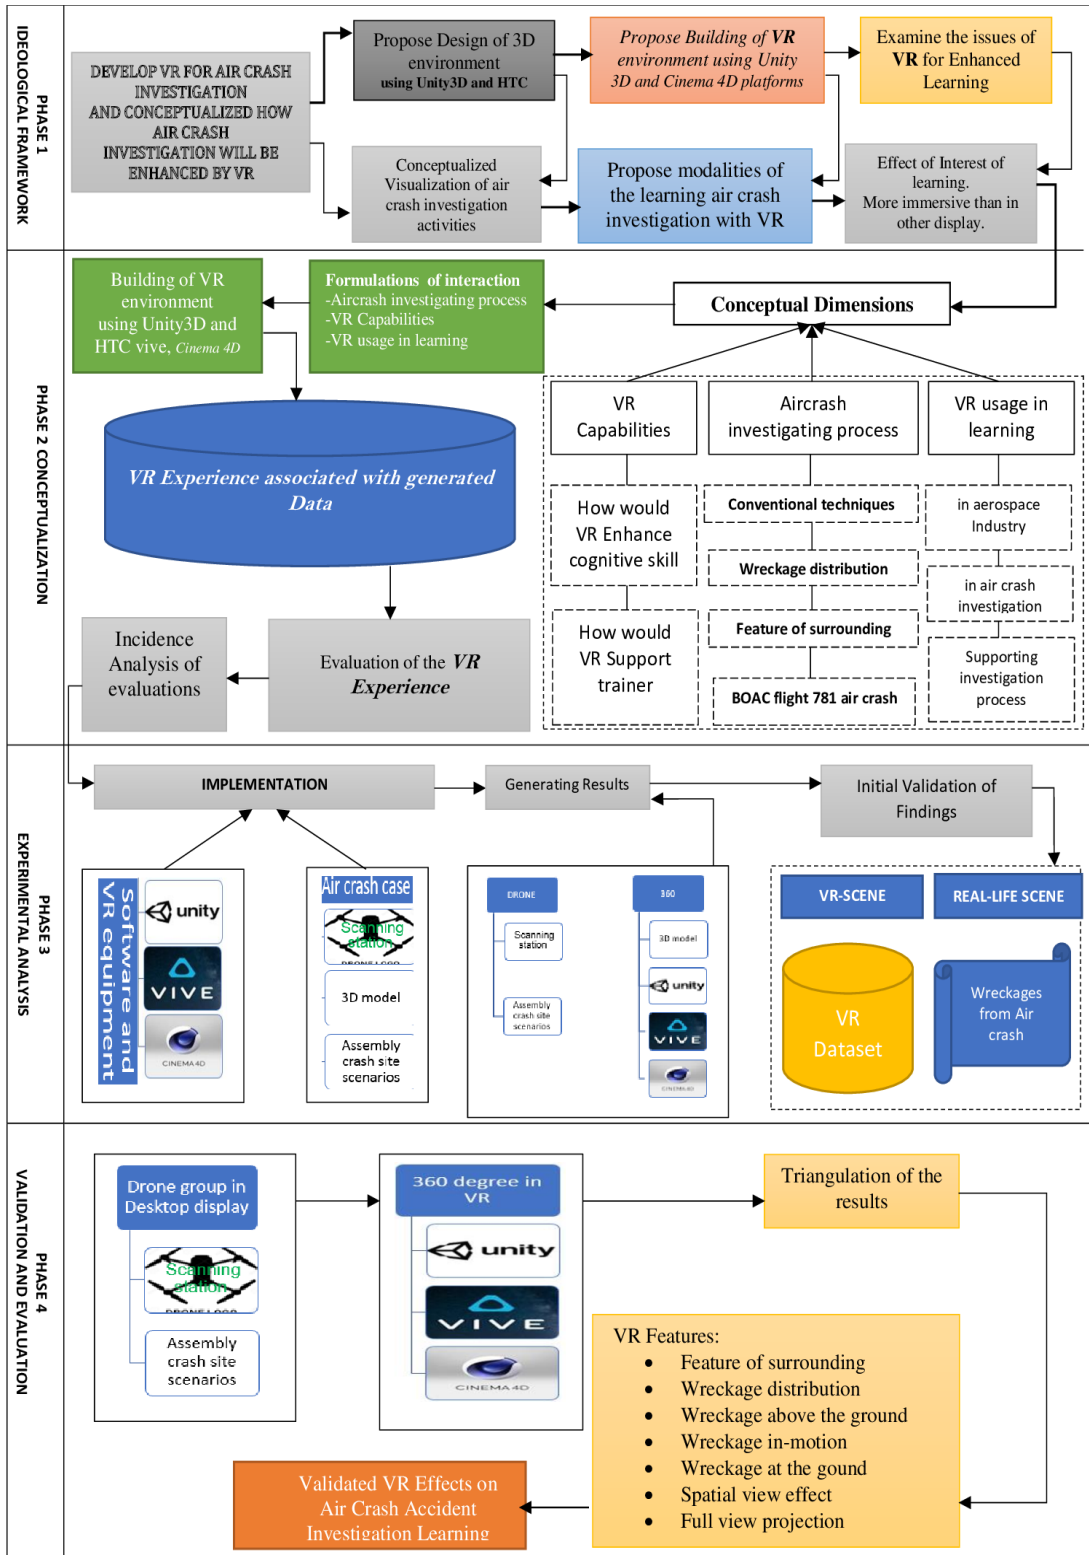 PHASE 1
IDEOLOGICAL FRAMEWORK
DEVELOP VR FOR AIR CRASH
INVESTIGATION
AND CONCEPTUALIZED HOW
AIR CRASH
INVESTIGATION WILL BE
ENHANCED BY VR
Propose Design of 3D
environment
using Unity3D and HTC
Propose Building of VR
environment using Unity
3D and Cinema 4D platforms
Examine the issues of
VR for Enhanced
Learning
Conceptualized
Visualization of air
crash investigation
activities
Propose modalities
of the learning air crash
investigation with VR
Effect of Interest of
learning.
More immersive than in
other display.
PHASE 2 CONCEPTUALIZATION
Building of VR
environment
using Unity3D and
HTC vive, Cinema 4D
Formulations of interaction
-Aircrash investigating process
-VR Capabilities
-VR usage in learning
Conceptual Dimensions
VR
Capabilities
Aircrash
investigating process
VR usage in
learning
VR Experience associated with generated
Data
How would
VR Enhance
cognitive skill
Conventional techniques
in aerospace
Industry
Wreckage distribution
in air crash
investigation
How would
VR Support
trainer
Feature of surrounding
Supporting
investigation
process
BOAC flight 781 air crash
Incidence
Analysis of
evaluations
Evaluation of the VR
Experience
PHASE 3
EXPERIMENTAL ANALYSIS
IMPLEMENTATION
Generating Results
Initial Validation of
Findings
Software and
VR equipment
unity
VIVE
CINEMA 4D
Air crash case
Scanning
station
DRONE LOGO
3D model
Assembly
crash site
scenarios
DRONE
Scanning
station
Assembly
crash site
scenarios
360
3D model
unity
VIVE
CINEMA 4D
VR-SCENE
REAL-LIFE SCENE
VR
Dataset
Wreckages
from Air
crash
PHASE 4
VALIDATION AND EVALUATION
Drone group in
Desktop display
Scanning
station
DRONE LOGO
Assembly
crash site
scenarios
360 degree in
VR
unity
VIVE
CINEMA 4D
Triangulation of the
results
VR Features:
• Feature of surrounding
• Wreckage distribution
• Wreckage above the ground
• Wreckage in-motion
• Wreckage at the gound
• Spatial view effect
• Full view projection
Validated VR Effects on
Air Crash Accident
Investigation Learning